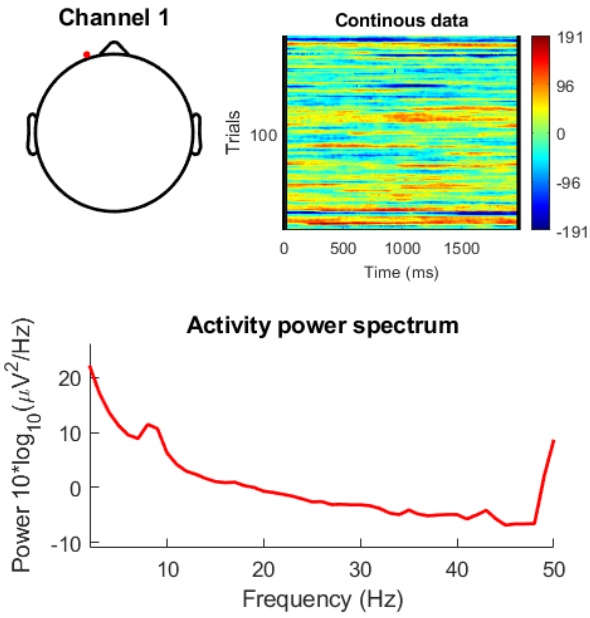 Channel 1
Continous data
Trials
100
0
500
1000
1500
Time (ms)
191
96
0
-96
-191
Activity power spectrum
Power 10*log10(μV2/Hz)
20
10
0
-10
10
20
30
40
50
Frequency (Hz)